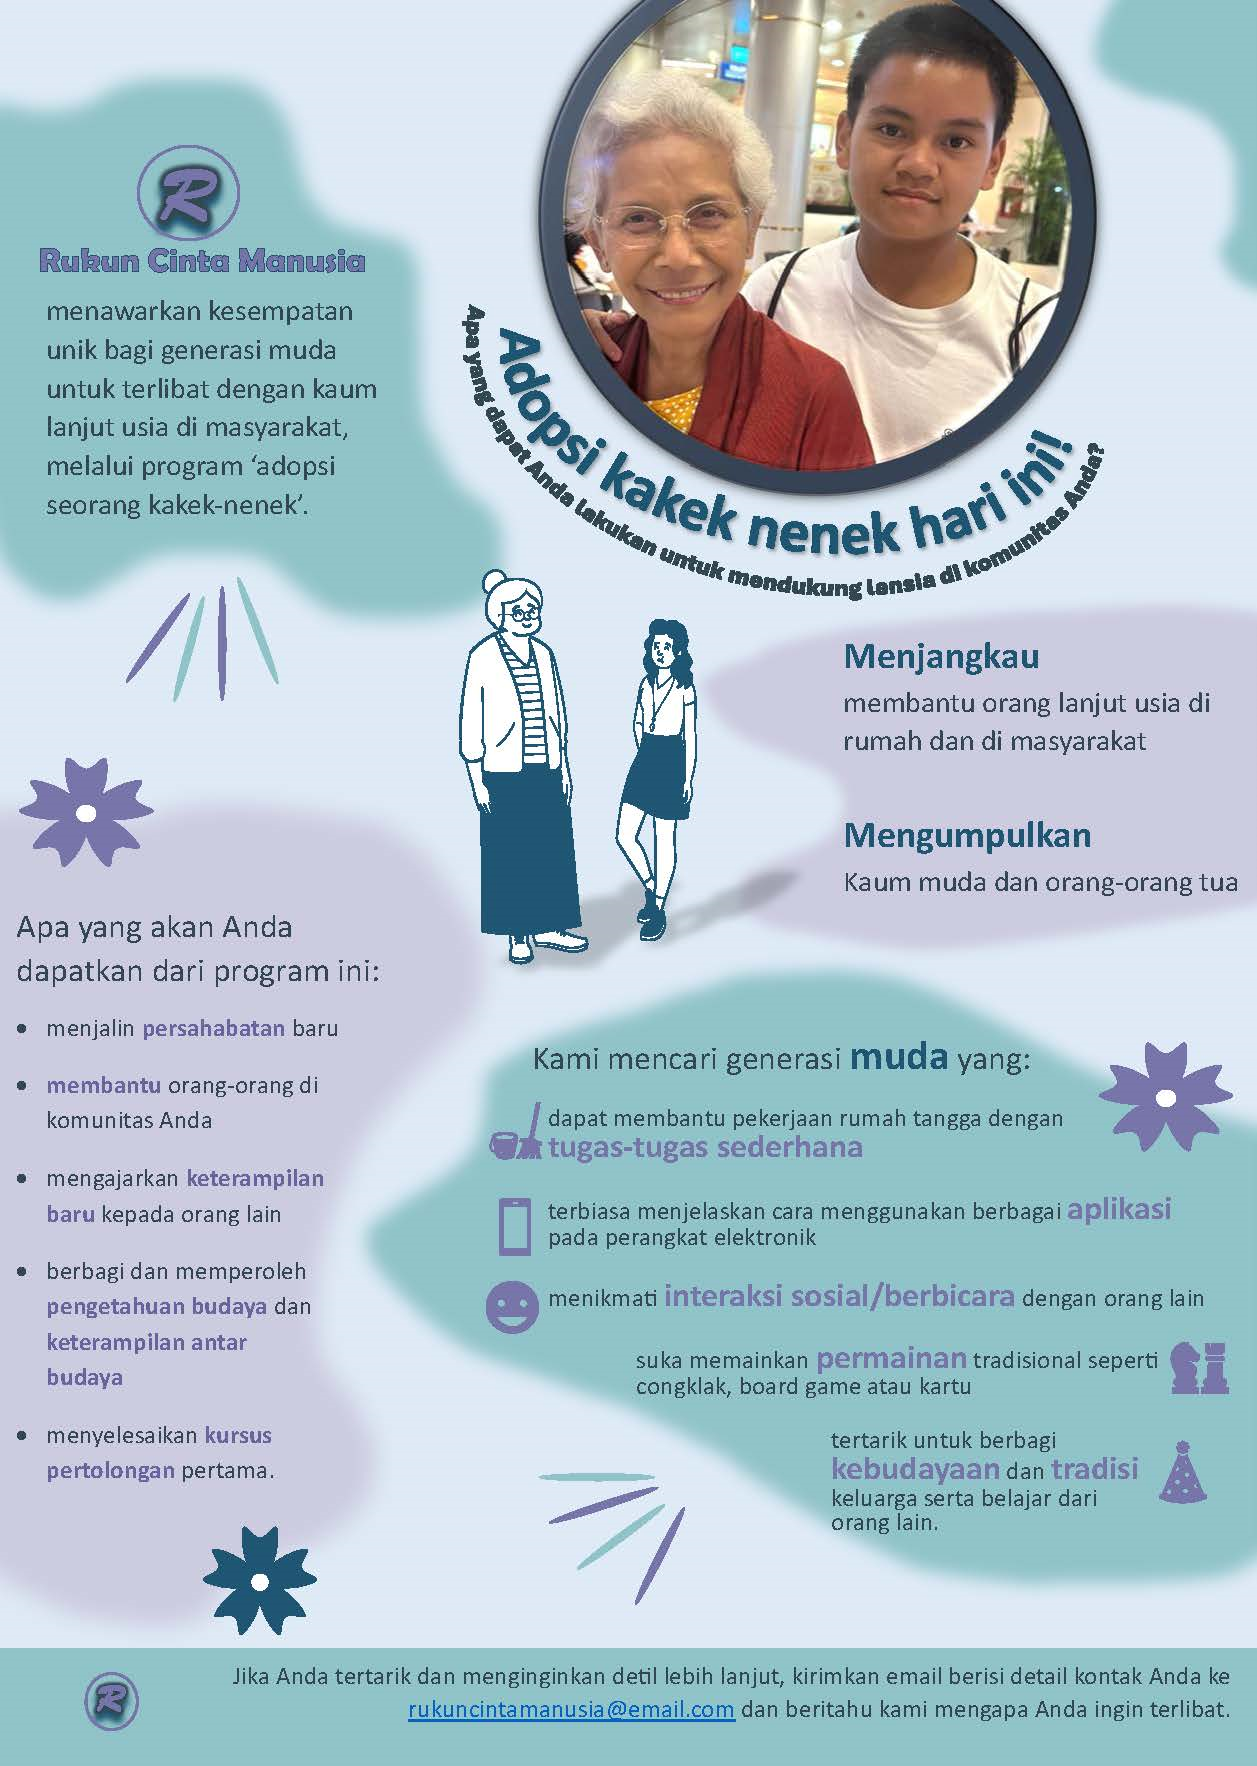 R
Rukun Cinta Manusia
menawarkan kesempatan
unik bagi generasi muda
untuk terlibat dengan kaum
lanjut usia di masyarakat,
melalui program ‘adopsi
seorang kakek-nenek’.
Adopsi kakek nenek hari ini!
Apa yang dapat Anda lakukan untuk mendukung lansia di komunitas Anda?
Menjangkau
membantu orang lanjut usia di
rumah dan di masyarakat
Mengumpulkan
Kaum muda dan orang-orang tua
Apa yang akan Anda
dapatkan dari program ini:
• menjalin persahabatan baru
• membantu orang-orang di
komunitas Anda
• mengajarkan keterampilan
baru kepada orang lain
• berbagi dan memperoleh
pengetahuan budaya dan
keterampilan antar
budaya
• menyelesaikan kursus
pertolongan pertama.
Kami mencari generasi muda yang:
dapat membantu pekerjaan rumah tangga dengan
tugas-tugas sederhana
terbiasa menjelaskan cara menggunakan berbagai aplikasi
pada perangkat elektronik
menikmati interaksi sosial/berbicara dengan orang lain
suka memainkan permainan tradisional seperti
congklak, board game atau kartu
tertarik untuk berbagi
kebudayaan dan tradisi
keluarga serta belajar dari
orang lain.
R
Jika Anda tertarik dan menginginkan detil lebih lanjut, kirimkan email berisi detail kontak Anda ke
rukuncintamanusia@email.com dan beritahu kami mengapa Anda ingin terlibat.